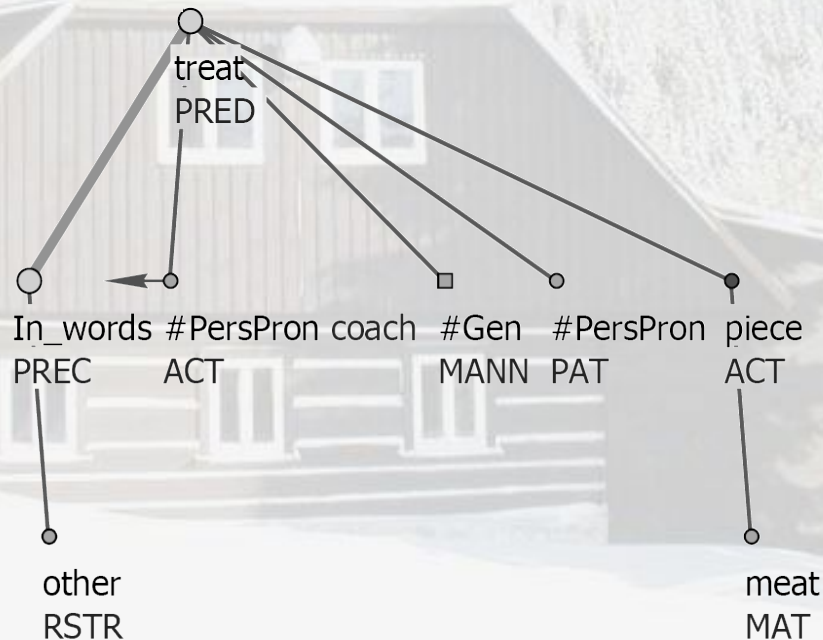 treat
PRED
In_words #PersPron coach #Gen #PersPron piece
PREC ACT MANN PAT ACT
other meat
RSTR MAT